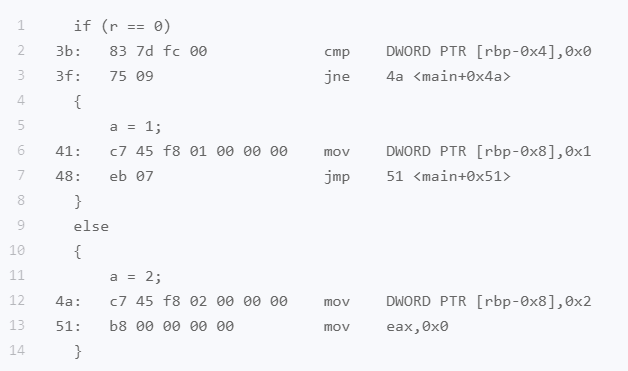 1 if (r == 0)
2 3b: 83 7d fc 00 cmp DWORD PTR [rbp-0x4],0x0
3 3f: 75 09 jne 4a <main+0x4a>
4 {
5 a = 1;
6 41: c7 45 f8 01 00 00 00 mov DWORD PTR [rbp-0x8],0x1
7 48: eb 07 jmp 51 <main+0x51>
8 }
9 else
10 {
11 a = 2;
12 4a: c7 45 f8 02 00 00 00 mov DWORD PTR [rbp-0x8],0x2
13 51: b8 00 00 00 00 mov eax,0x0
14 }